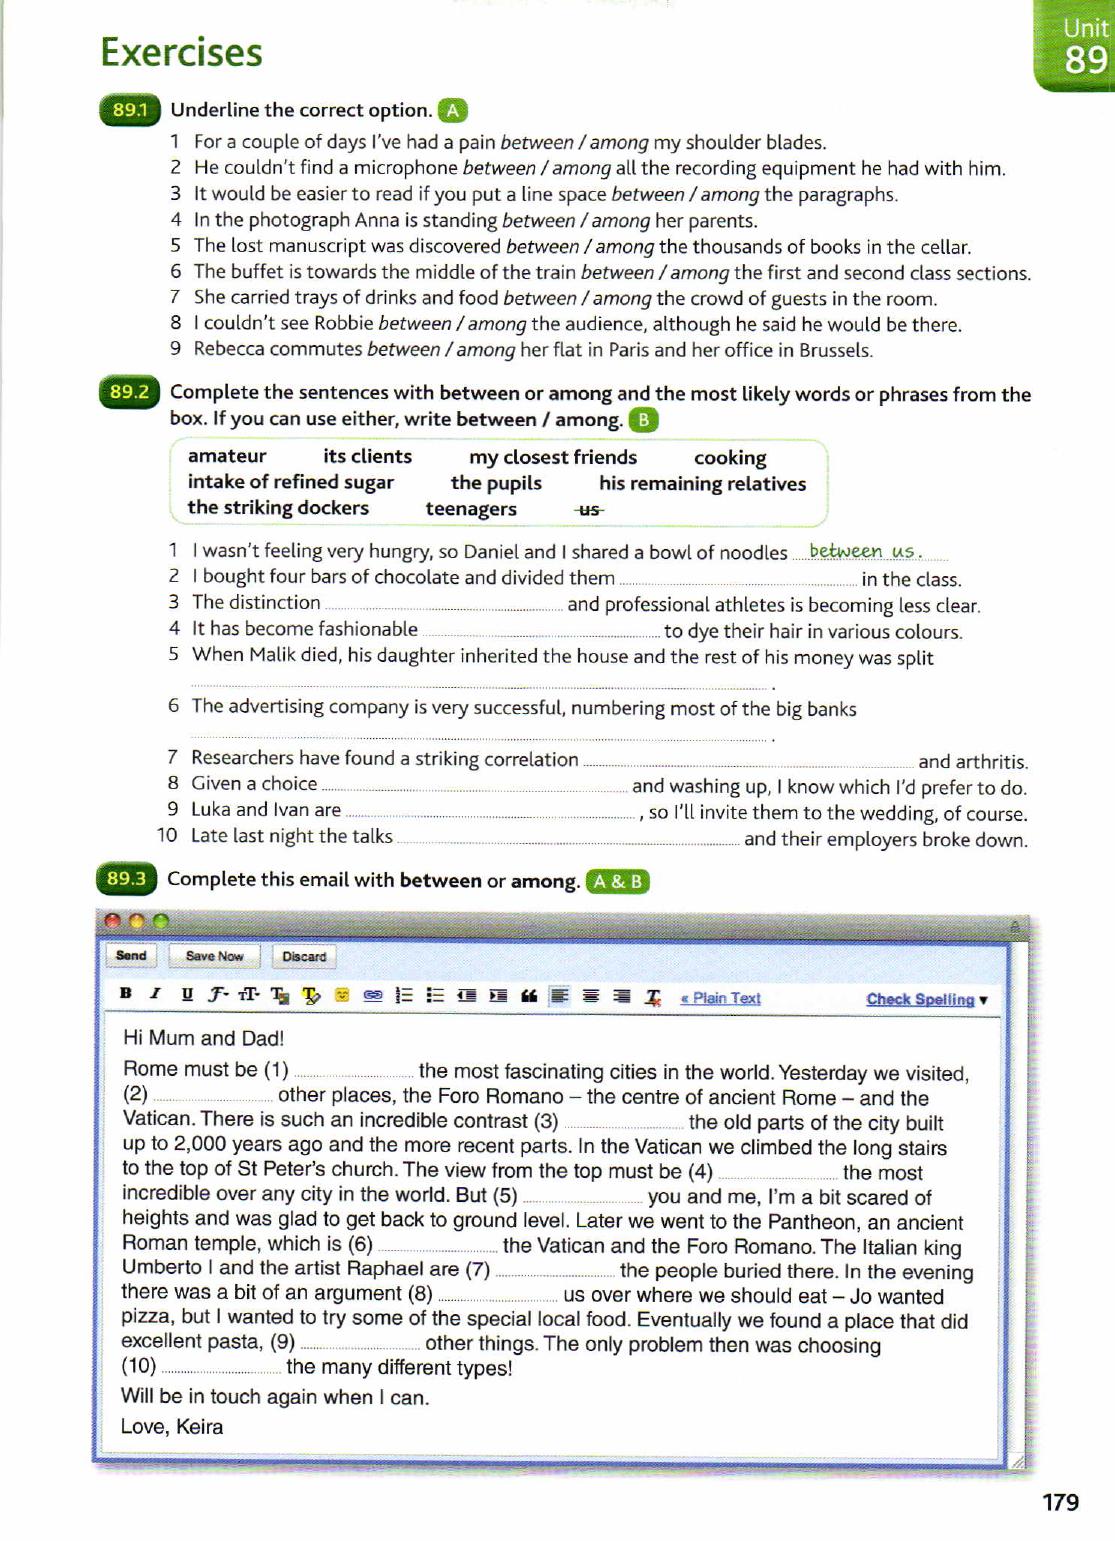 Unit
89
Exercises
89.1 Underline the correct option. A
1 For a couple of days I've had a pain between / among my shoulder blades.
2 He couldn't find a microphone between / among all the recording equipment he had with him.
3 It would be easier to read if you put a line space between / among the paragraphs.
4 In the photograph Anna is standing between / among her parents.
5 The lost manuscript was discovered between / among the thousands of books in the cellar.
6 The buffet is towards the middle of the train between / among the first and second class sections.
7 She carried trays of drinks and food between / among the crowd of guests in the room.
8 I couldn't see Robbie between / among the audience, although he said he would be there.
9 Rebecca commutes between / among her flat in Paris and her office in Brussels.
89.2 Complete the sentences with between or among and the most likely words or phrases from the
box. If you can use either, write between / among. B
amateur its clients my closest friends cooking
intake of refined sugar the pupils his remaining relatives
the striking dockers teenagers us
1 I wasn't feeling very hungry, so Daniel and I shared a bowl of noodles between us.
2 I bought four bars of chocolate and divided them in the class.
3 The distinction and professional athletes is becoming less clear.
4 It has become fashionable to dye their hair in various colours.
5 When Malik died, his daughter inherited the house and the rest of his money was split
.
6 The advertising company is very successful, numbering most of the big banks
.
7 Researchers have found a striking correlation and arthritis.
8 Given a choice and washing up, I know which I'd prefer to do.
9 Luka and Ivan are , so I'll invite them to the wedding, of course.
10 Late last night the talks and their employers broke down.
89.3 Complete this email with between or among. A & B
Send Save Now Discard
B I U « Plain Text Check Spelling
Hi Mum and Dad!
Rome must be (1) the most fascinating cities in the world. Yesterday we visited,
(2) other places, the Foro Romano – the centre of ancient Rome – and the
Vatican. There is such an incredible contrast (3) the old parts of the city built
up to 2,000 years ago and the more recent parts. In the Vatican we climbed the long stairs
to the top of St Peter's church. The view from the top must be (4) the most
incredible over any city in the world. But (5) you and me, I'm a bit scared of
heights and was glad to get back to ground level. Later we went to the Pantheon, an ancient
Roman temple, which is (6) the Vatican and the Foro Romano. The Italian king
Umberto I and the artist Raphael are (7) the people buried there. In the evening
there was a bit of an argument (8) us over where we should eat – Jo wanted
pizza, but I wanted to try some of the special local food. Eventually we found a place that did
excellent pasta, (9) other things. The only problem then was choosing
(10) the many different types!
Will be in touch again when I can.
Love, Keira
179